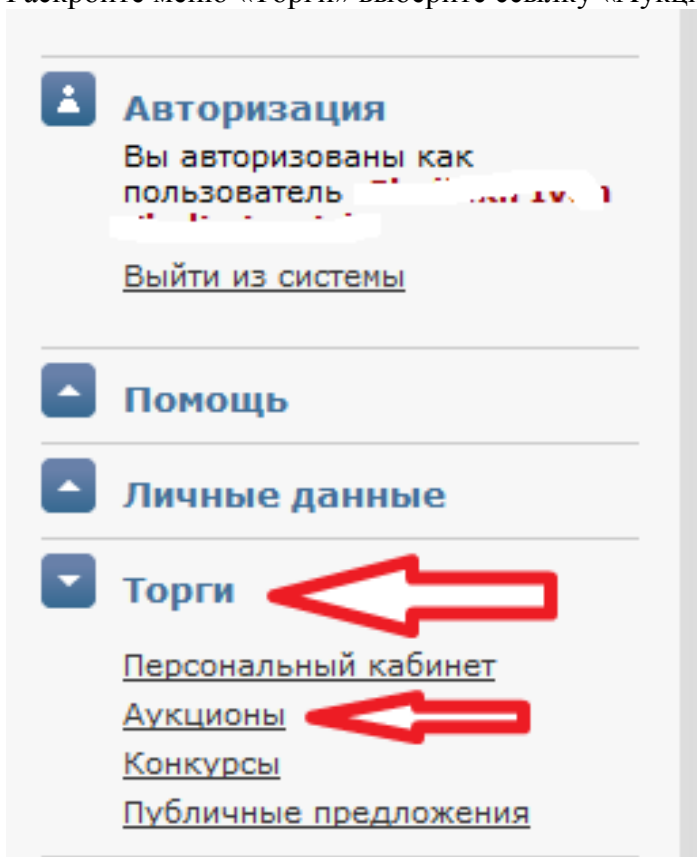 Авторизация
Вы авторизованы как
пользователь
Выйти из системы
Помощь
Личные данные
Торги
Персональный кабинет
Аукционы
Конкурсы
Публичные предложения